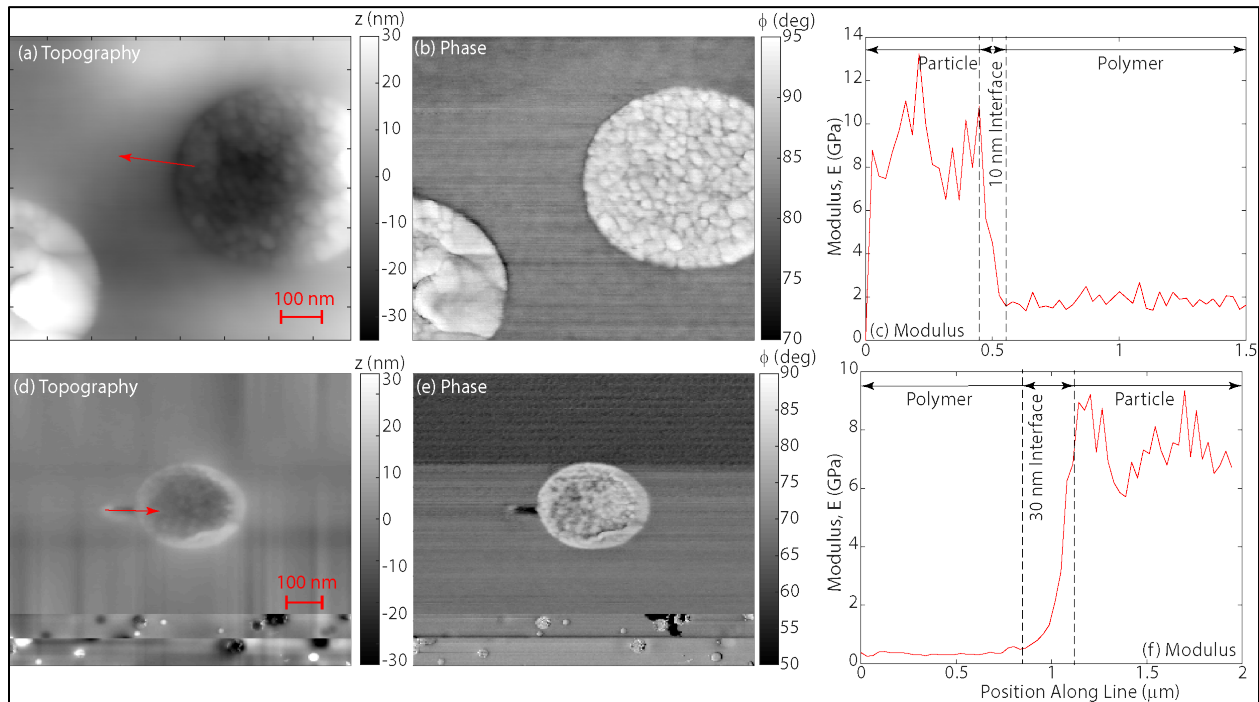 z (nm)
(a) Topography
30
20
10
0
-10
-20
-30
100 nm
ϕ (deg)
(b) Phase
95
90
85
80
75
70
14
12
10
8
6
4
2
0
Modulus, E (GPa)
Particle
10 nm Interface
Polymer
(c) Modulus
0
0.5
1
1.5
z (nm)
(d) Topography
30
20
10
0
-10
-20
-30
100 nm
ϕ (deg)
(e) Phase
90
85
80
75
70
65
60
55
50
10
8
6
4
2
0
Modulus, E (GPa)
Polymer
30 nm Interface
Particle
(f) Modulus
0
0.5
1
1.5
2
Position Along Line (μm)